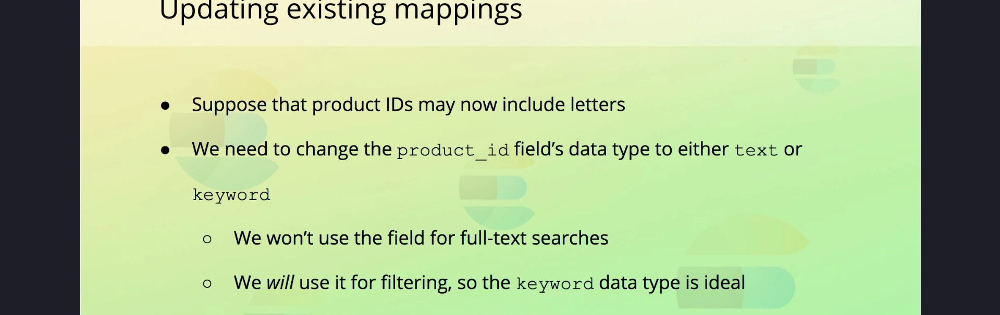 Updating existing mappings
● Suppose that product IDs may now include letters
● We need to change the product_id field’s data type to either text or
keyword
○ We won’t use the field for full-text searches
○ We will use it for filtering, so the keyword data type is ideal